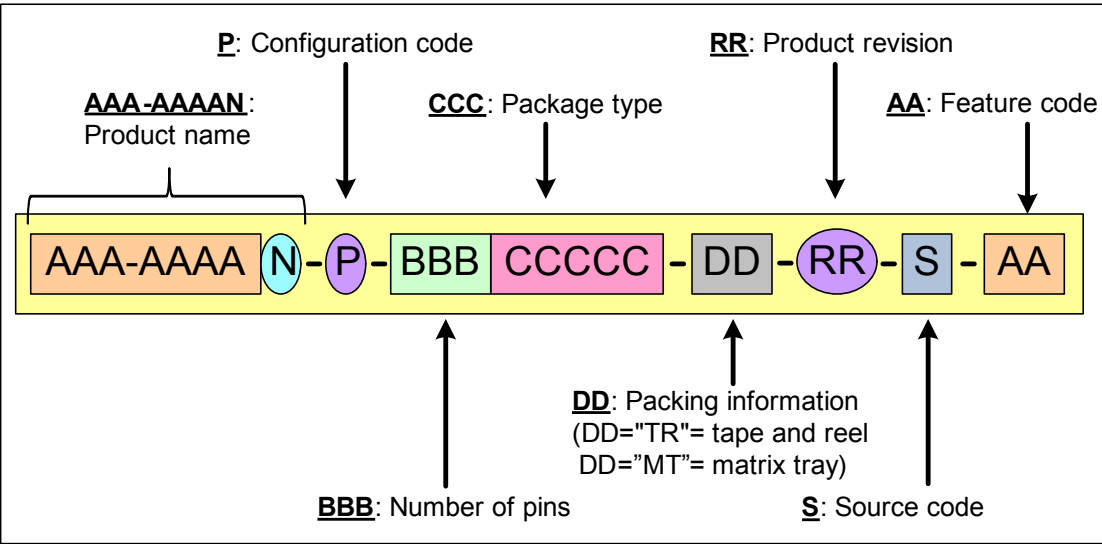 P: Configuration code
RR: Product revision
AAA-AAAAN:
Product name
CCC: Package type
AA: Feature code
AAA-AAAA N - P - BBB CCCCC - DD - RR - S - AA
DD: Packing information
(DD="TR"= tape and reel
DD=”MT”= matrix tray)
BBB: Number of pins
S: Source code